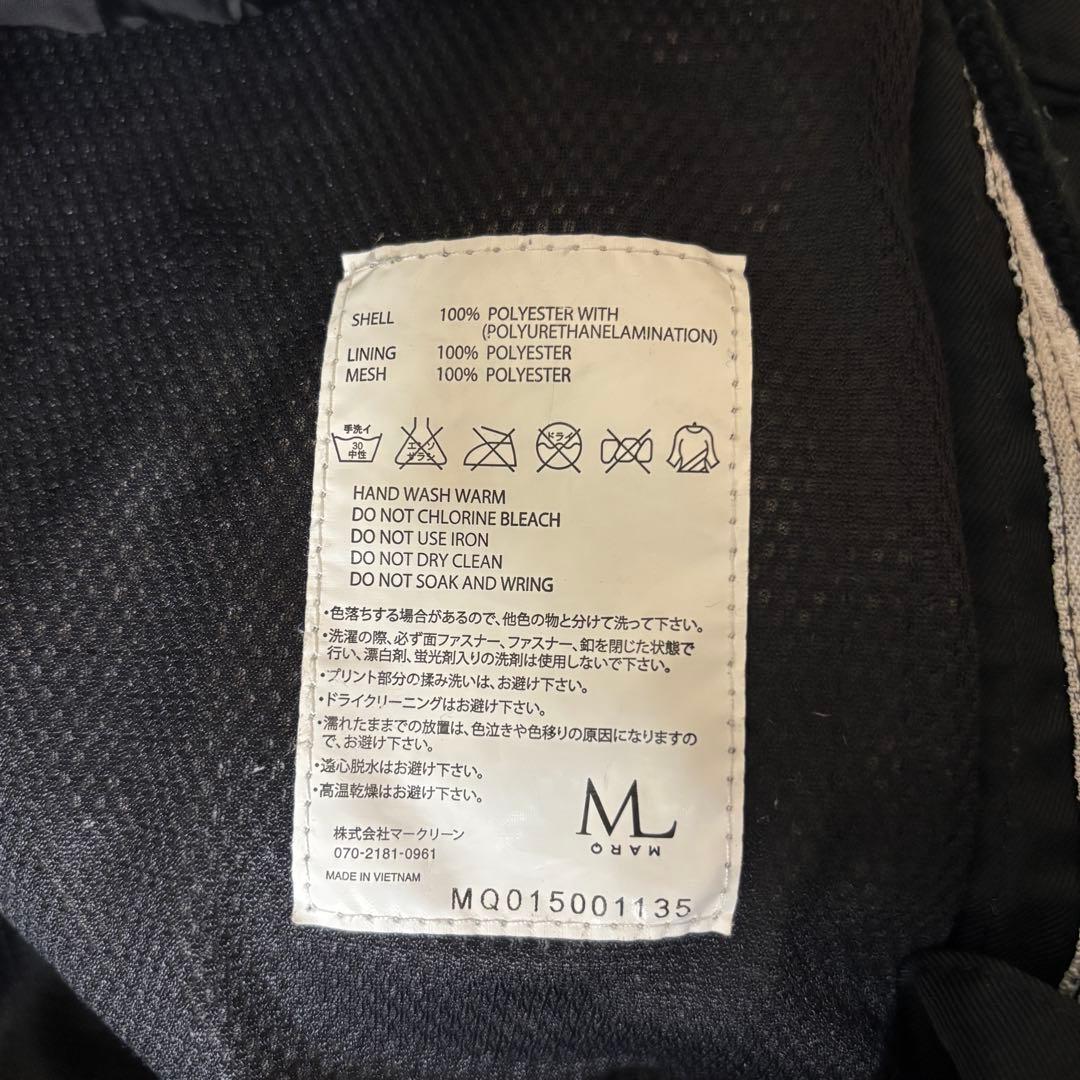 SHELL 100% POLYESTER WITH
(POLYURETHANELAMINATION)
LINING 100% POLYESTER
MESH 100% POLYESTER
手洗イ
30
中性
エンソ
サラシ
ドライ
HAND WASH WARM
DO NOT CHLORINE BLEACH
DO NOT USE IRON
DO NOT DRY CLEAN
DO NOT SOAK AND WRING
・色落ちする場合があるので、他色の物と分けて洗って下さい。
・洗濯の際、必ず面ファスナー、ファスナー、釦を閉じた状態で
行い、漂白剤、蛍光剤入りの洗剤は使用しないで下さい。
・プリント部分の揉み洗いは、お避け下さい。
・ドライクリーニングはお避け下さい。
・濡れたままでの放置は、色泣きや色移りの原因になりますの
で、お避け下さい。
・遠心脱水はお避け下さい。
・高温乾燥はお避け下さい。
ML
MARQ
株式会社マークリーン
070-2181-0961
MADE IN VIETNAM
MQ015001135